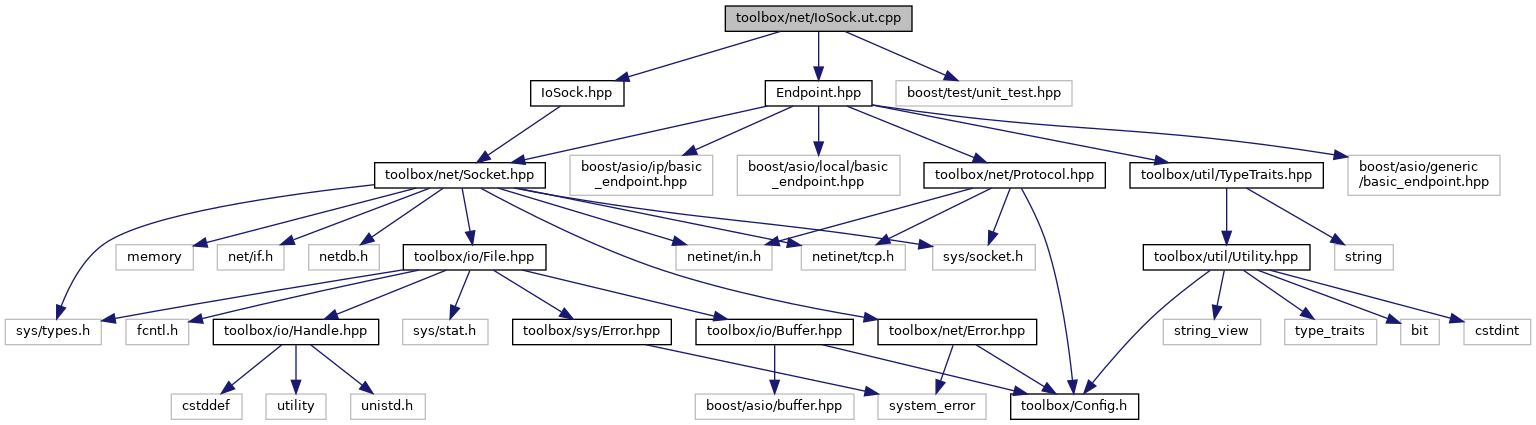 toolbox/net/IoSock.ut.cpp
IoSock.hpp
Endpoint.hpp
boost/test/unit_test.hpp
toolbox/net/Socket.hpp
boost/asio/ip/basic
_endpoint.hpp
boost/asio/local/basic
_endpoint.hpp
toolbox/net/Protocol.hpp
toolbox/util/TypeTraits.hpp
boost/asio/generic
/basic_endpoint.hpp
memory
net/if.h
netdb.h
toolbox/io/File.hpp
netinet/in.h
netinet/tcp.h
sys/socket.h
toolbox/util/Utility.hpp
string
sys/types.h
fcntl.h
toolbox/io/Handle.hpp
sys/stat.h
toolbox/sys/Error.hpp
toolbox/io/Buffer.hpp
toolbox/net/Error.hpp
string_view
type_traits
bit
cstdint
cstddef
utility
unistd.h
boost/asio/buffer.hpp
system_error
toolbox/Config.h